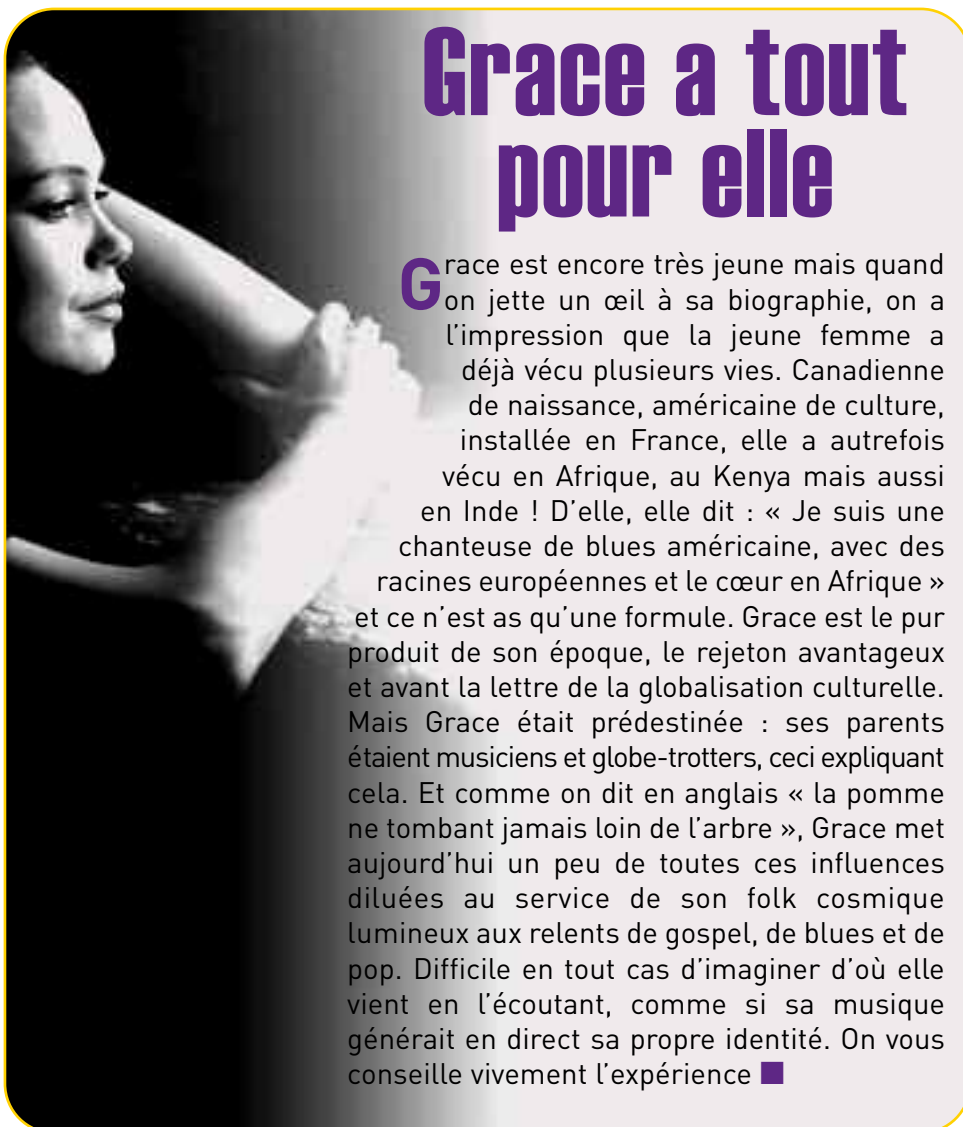 Grace a tout
pour elle
Grace est encore très jeune mais quand
on jette un œil à sa biographie, on a
l’impression que la jeune femme a
déjà vécu plusieurs vies. Canadienne
de naissance, américaine de culture,
installée en France, elle a autrefois
vécu en Afrique, au Kenya mais aussi
en Inde ! D’elle, elle dit : « Je suis une
chanteuse de blues américaine, avec des
racines européennes et le cœur en Afrique »
et ce n’est as qu’une formule. Grace est le pur
produit de son époque, le rejeton avantageux
et avant la lettre de la globalisation culturelle.
Mais Grace était prédestinée : ses parents
étaient musiciens et globe-trotters, ceci expliquant
cela. Et comme on dit en anglais « la pomme
ne tombant jamais loin de l’arbre », Grace met
aujourd’hui un peu de toutes ces influences
diluées au service de son folk cosmique
lumineux aux relents de gospel, de blues et de
pop. Difficile en tout cas d’imaginer d’où elle
vient en l’écoutant, comme si sa musique
générait en direct sa propre identité. On vous
conseille vivement l’expérience ■